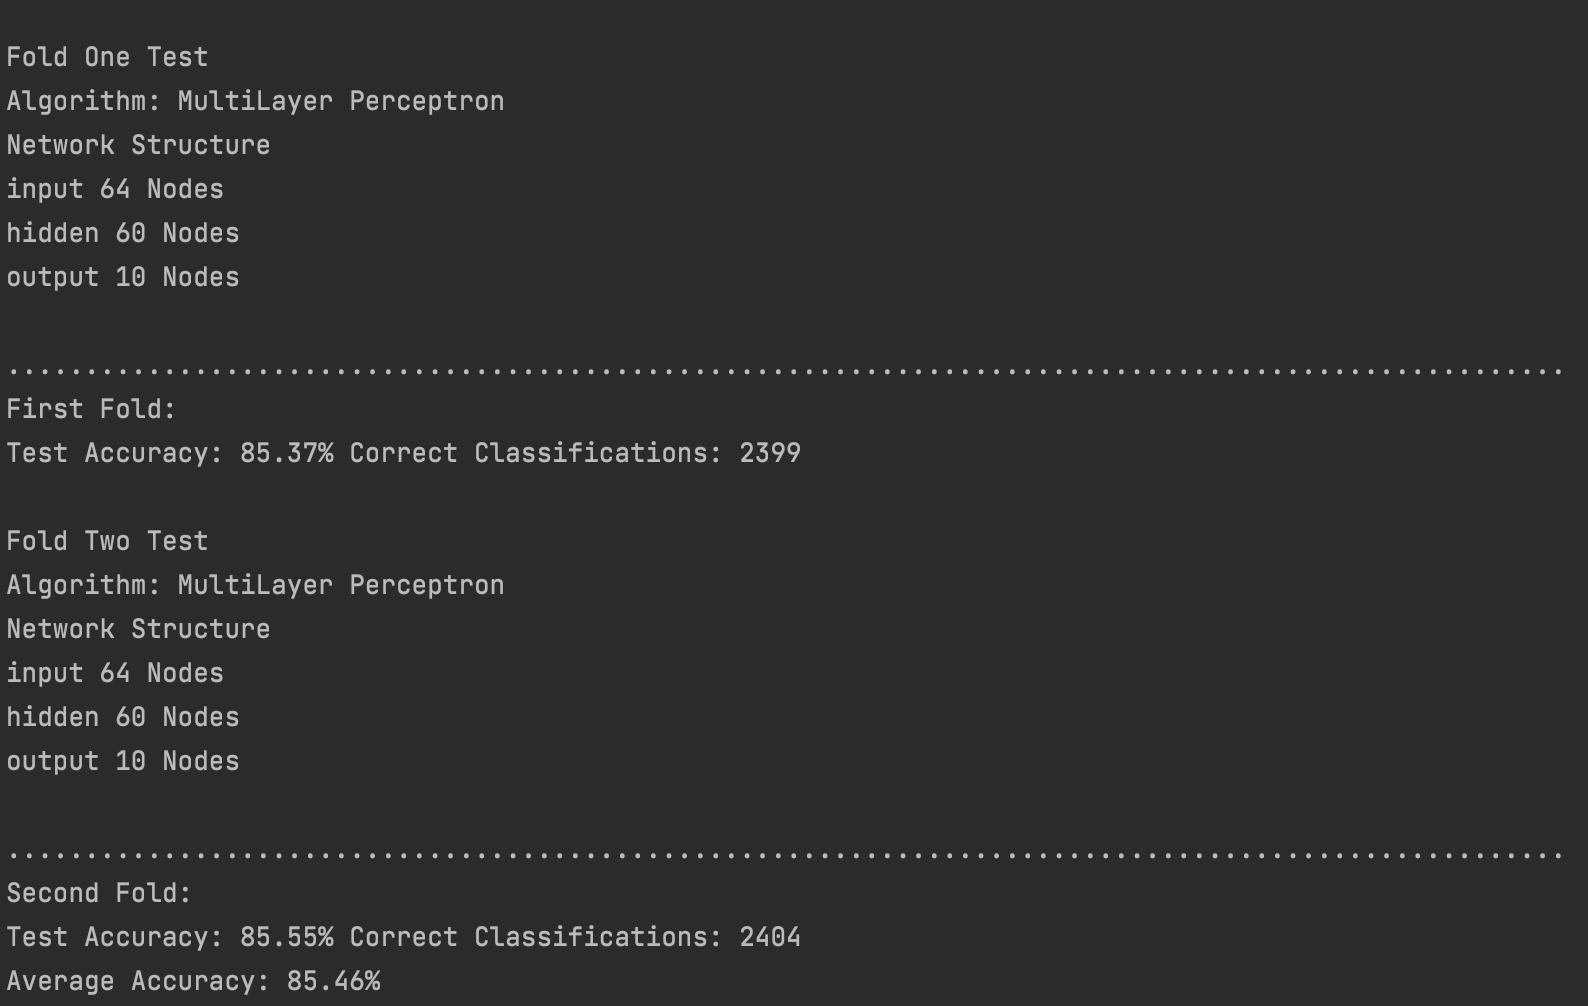 Fold One Test
Algorithm: MultiLayer Perceptron
Network Structure
input 64 Nodes
hidden 60 Nodes
output 10 Nodes
....................................................................................................
First Fold:
Test Accuracy: 85.37% Correct Classifications: 2399
Fold Two Test
Algorithm: MultiLayer Perceptron
Network Structure
input 64 Nodes
hidden 60 Nodes
output 10 Nodes
....................................................................................................
Second Fold:
Test Accuracy: 85.55% Correct Classifications: 2404
Average Accuracy: 85.46%